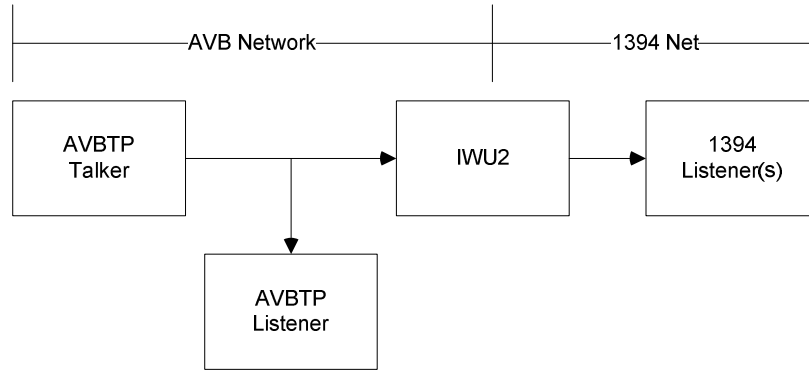 AVB Network
1394 Net
AVBTP
Talker
IWU2
1394
Listener(s)
AVBTP
Listener